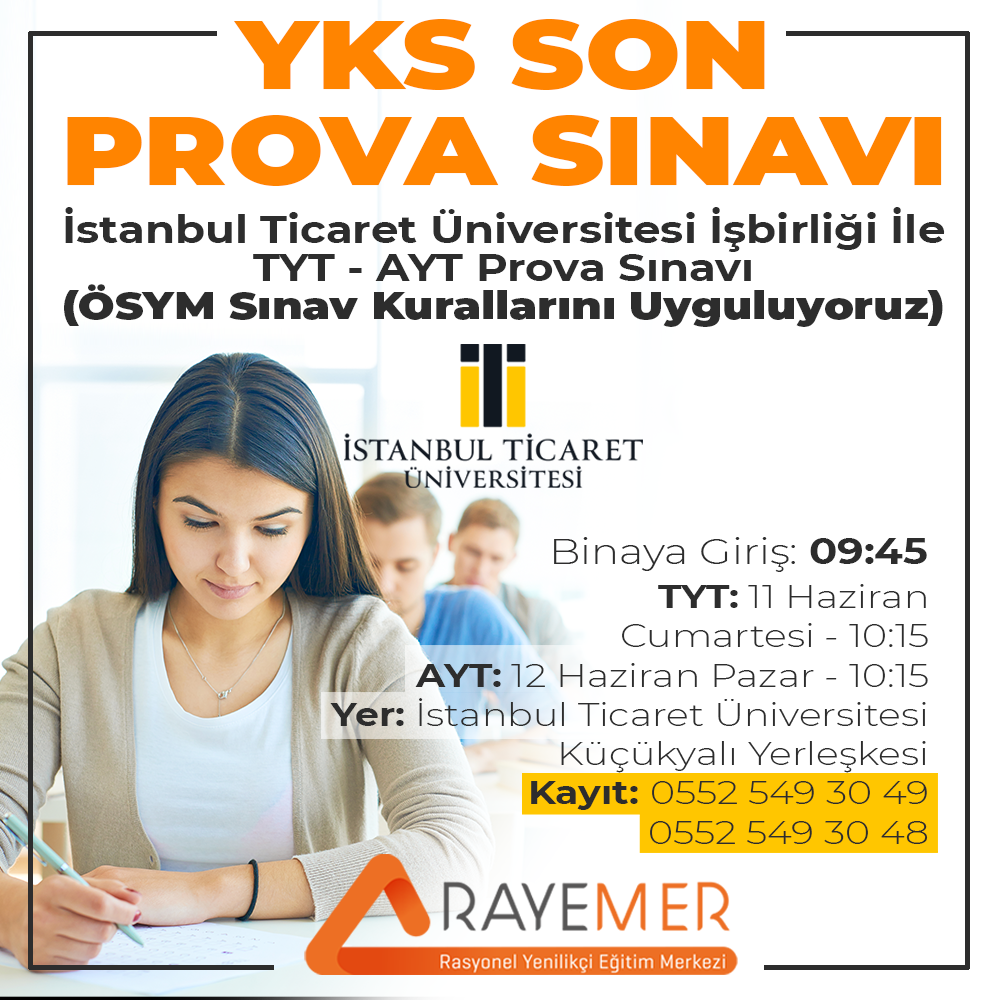 YKS SON
PROVA SINAVI
İstanbul Ticaret Üniversitesi İşbirliği İle
TYT - AYT Prova Sınavı
(ÖSYM Sınav Kurallarını Uyguluyoruz)
İSTANBUL TİCARET
ÜNİVERSİTESİ
Binaya Giriş: 09:45
TYT: 11 Haziran
Cumartesi - 10:15
AYT: 12 Haziran Pazar - 10:15
Yer: İstanbul Ticaret Üniversitesi
Küçükyalı Yerleşkesi
Kayıt: 0552 549 30 49
0552 549 30 48
RAYEMER
Rasyonel Yenilikçi Eğitim Merkezi